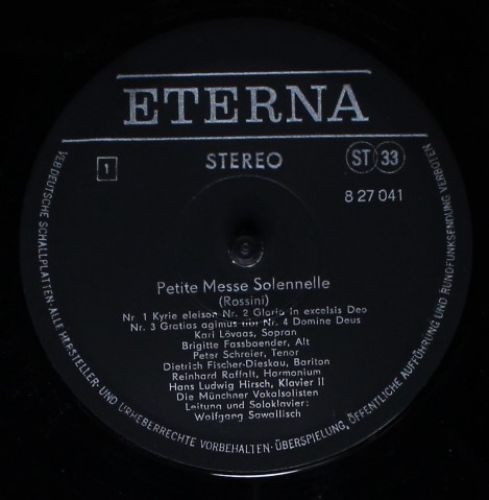 ETERNA
1
STEREO
ST 33
8 27 041
Petite Messe Solennelle
(Rossini)
Nr. 1 Kyrie eleison Nr. 2 Gloria in excelsis Deo
Nr. 3 Gratias agimus tibi Nr. 4 Domine Deus
Kari Lövaas, Sopran
Brigitte Fassbaender, Alt
Peter Schreier, Tenor
Dietrich Fischer-Dieskau, Bariton
Reinhard Raffalt, Harmonium
Hans Ludwig Hirsch, Klavier II
Die Münchner Vokalsolisten
Leitung und Soloklavier:
Wolfgang Sawallisch
VEB DEUTSCHE SCHALLPLATTEN · ALLE HERSTELLER- UND URHEBERRECHTE VORBEHALTEN · ÜBERSPIELUNG, ÖFFENTLICHE AUFFÜHRUNG UND RUNDFUNKSENDUNG VERBOTEN